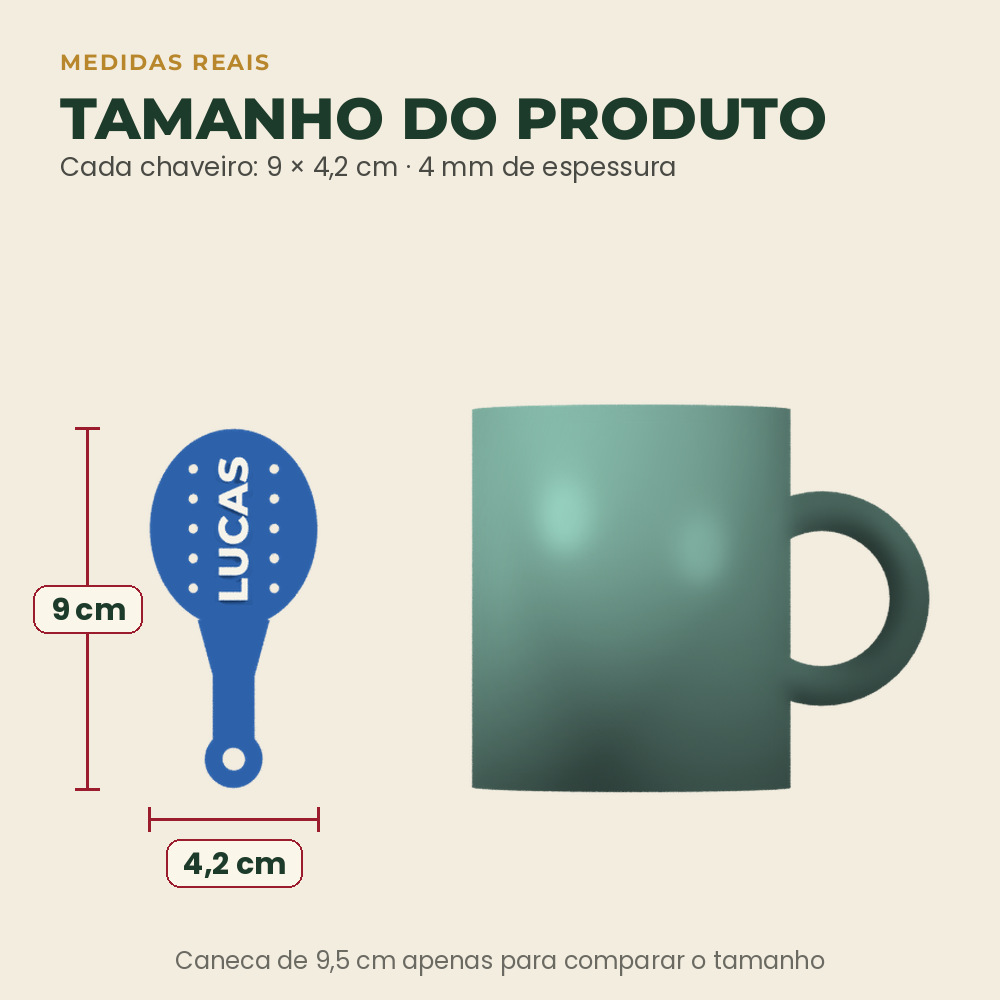 MEDIDAS REAIS
TAMANHO DO PRODUTO
Cada chaveiro: 9 × 4,2 cm · 4 mm de espessura
LUCAS
9 cm
4,2 cm
Caneca de 9,5 cm apenas para comparar o tamanho